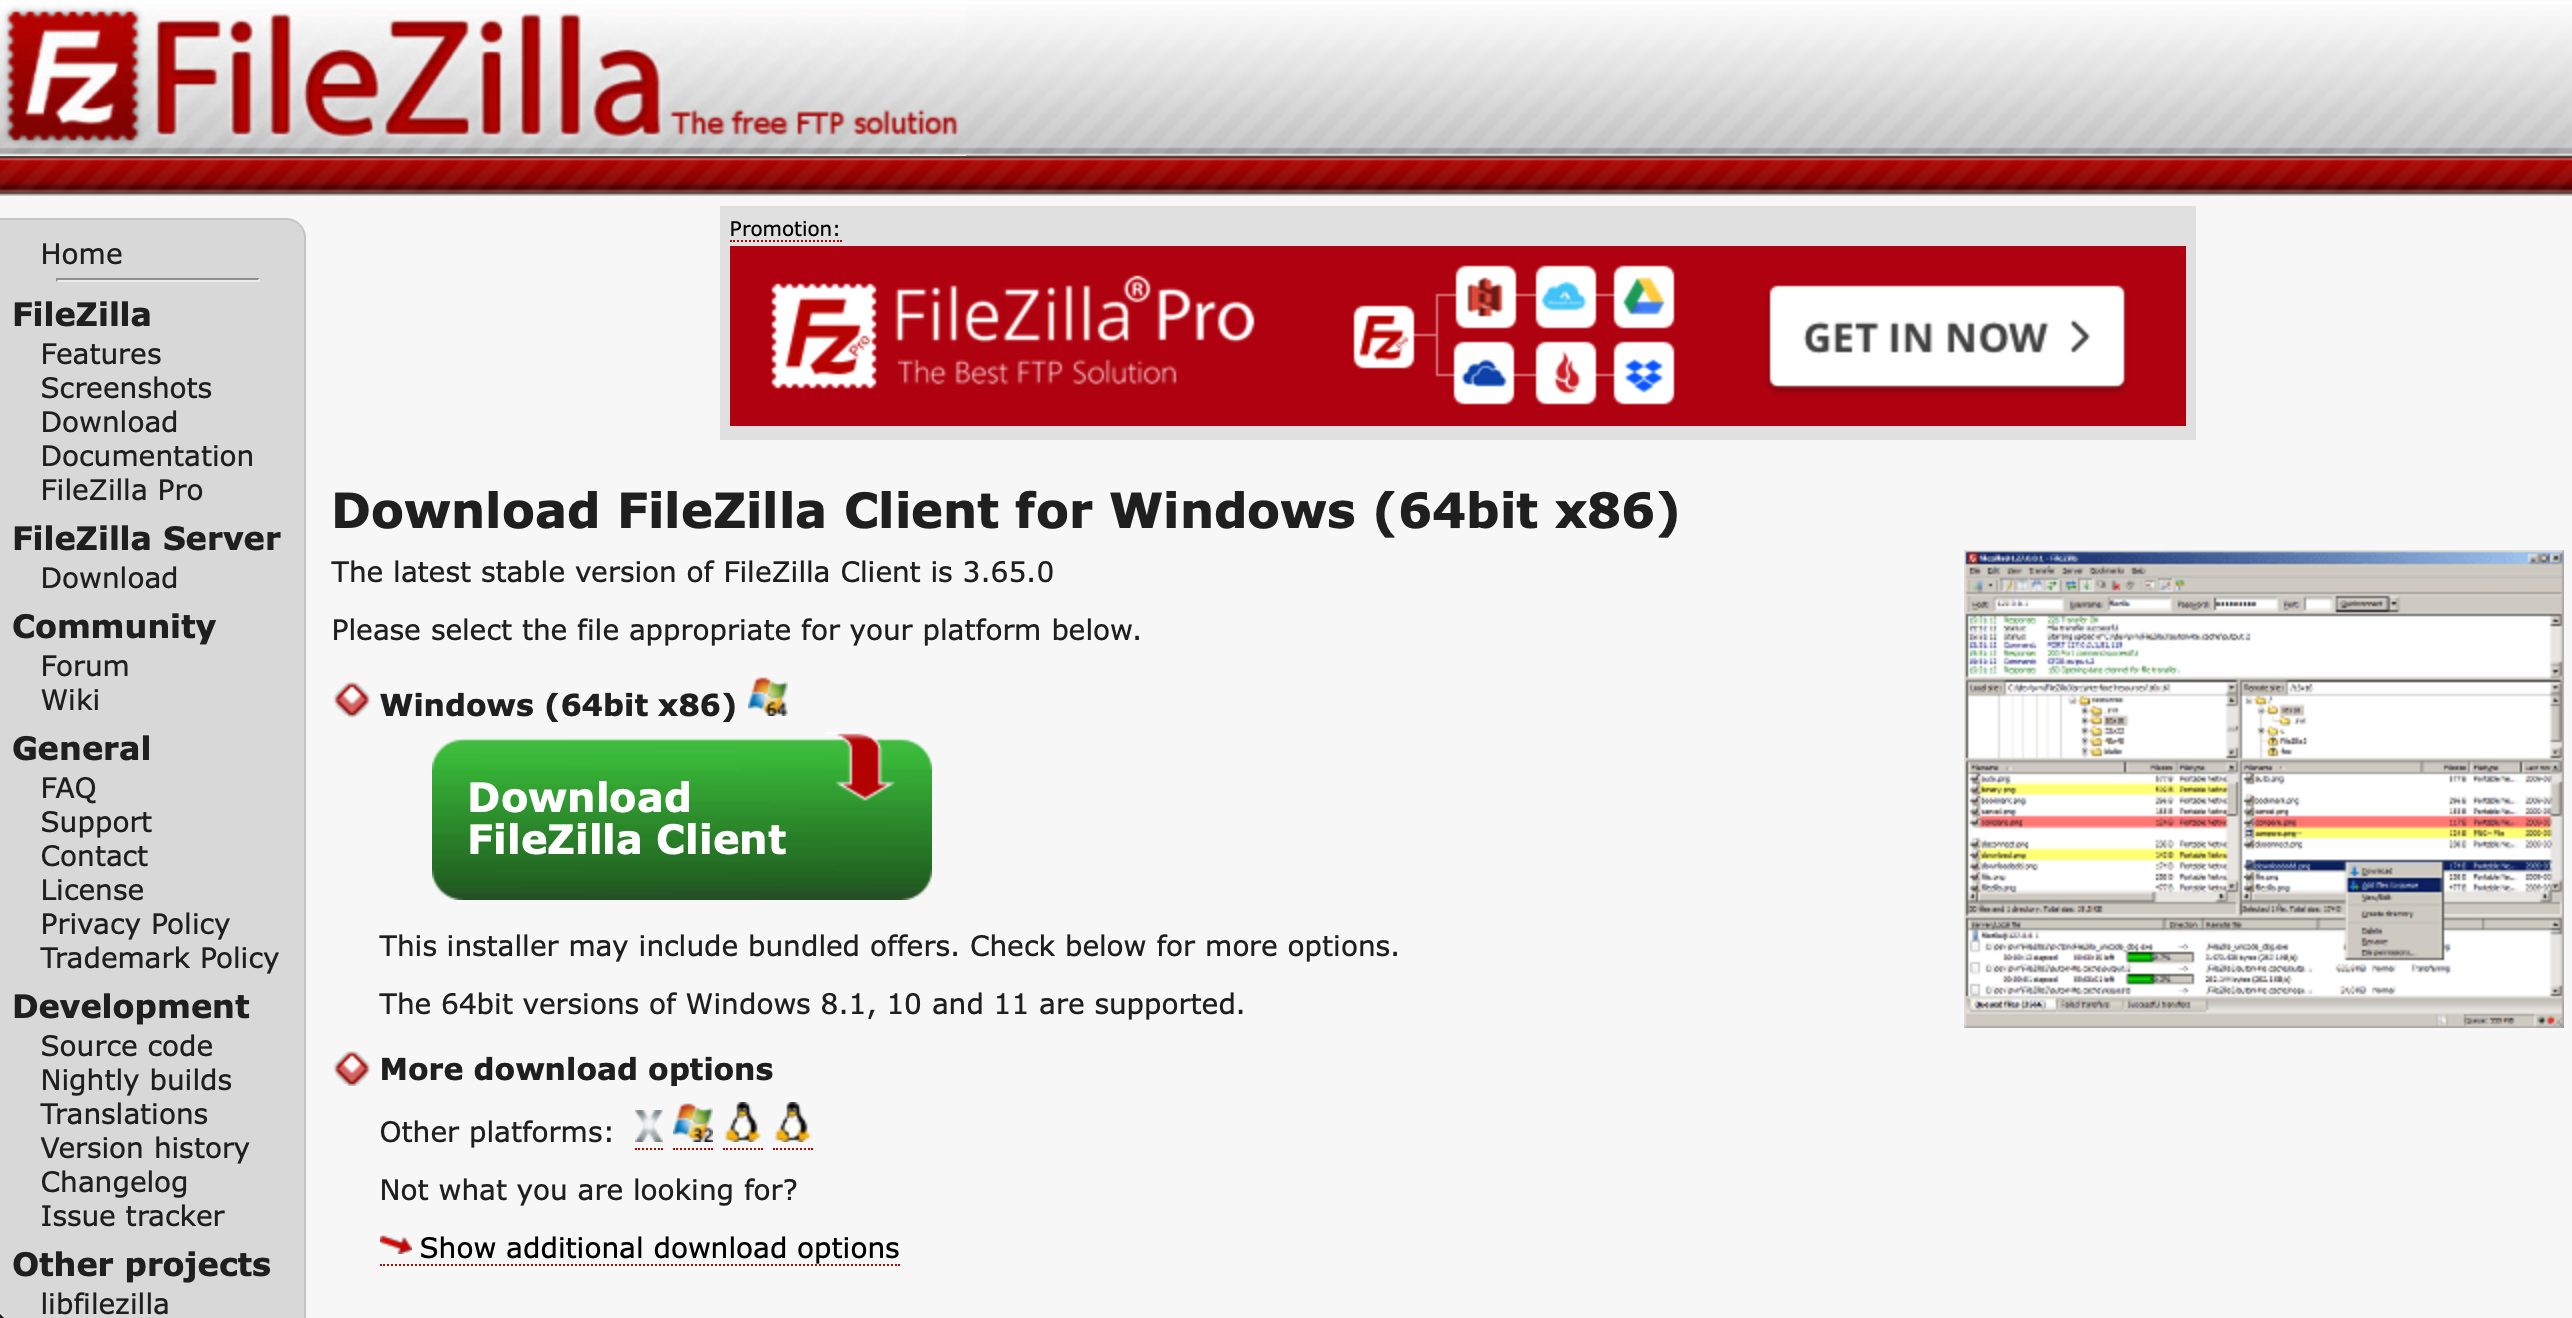 Fz FileZilla The free FTP solution
Home
FileZilla
Features
Screenshots
Download
Documentation
FileZilla Pro
FileZilla Server
Download
Community
Forum
Wiki
General
FAQ
Support
Contact
License
Privacy Policy
Trademark Policy
Development
Source code
Nightly builds
Translations
Version history
Changelog
Issue tracker
Other projects
libfilezilla
Promotion:
Fz Pro
FileZilla® Pro
The Best FTP Solution
Fz
GET IN NOW >
Download FileZilla Client for Windows (64bit x86)
The latest stable version of FileZilla Client is 3.65.0
Please select the file appropriate for your platform below.
Windows (64bit x86) 64
Download
FileZilla Client
This installer may include bundled offers. Check below for more options.
The 64bit versions of Windows 8.1, 10 and 11 are supported.
More download options
Other platforms: X 32
Not what you are looking for?
Show additional download options